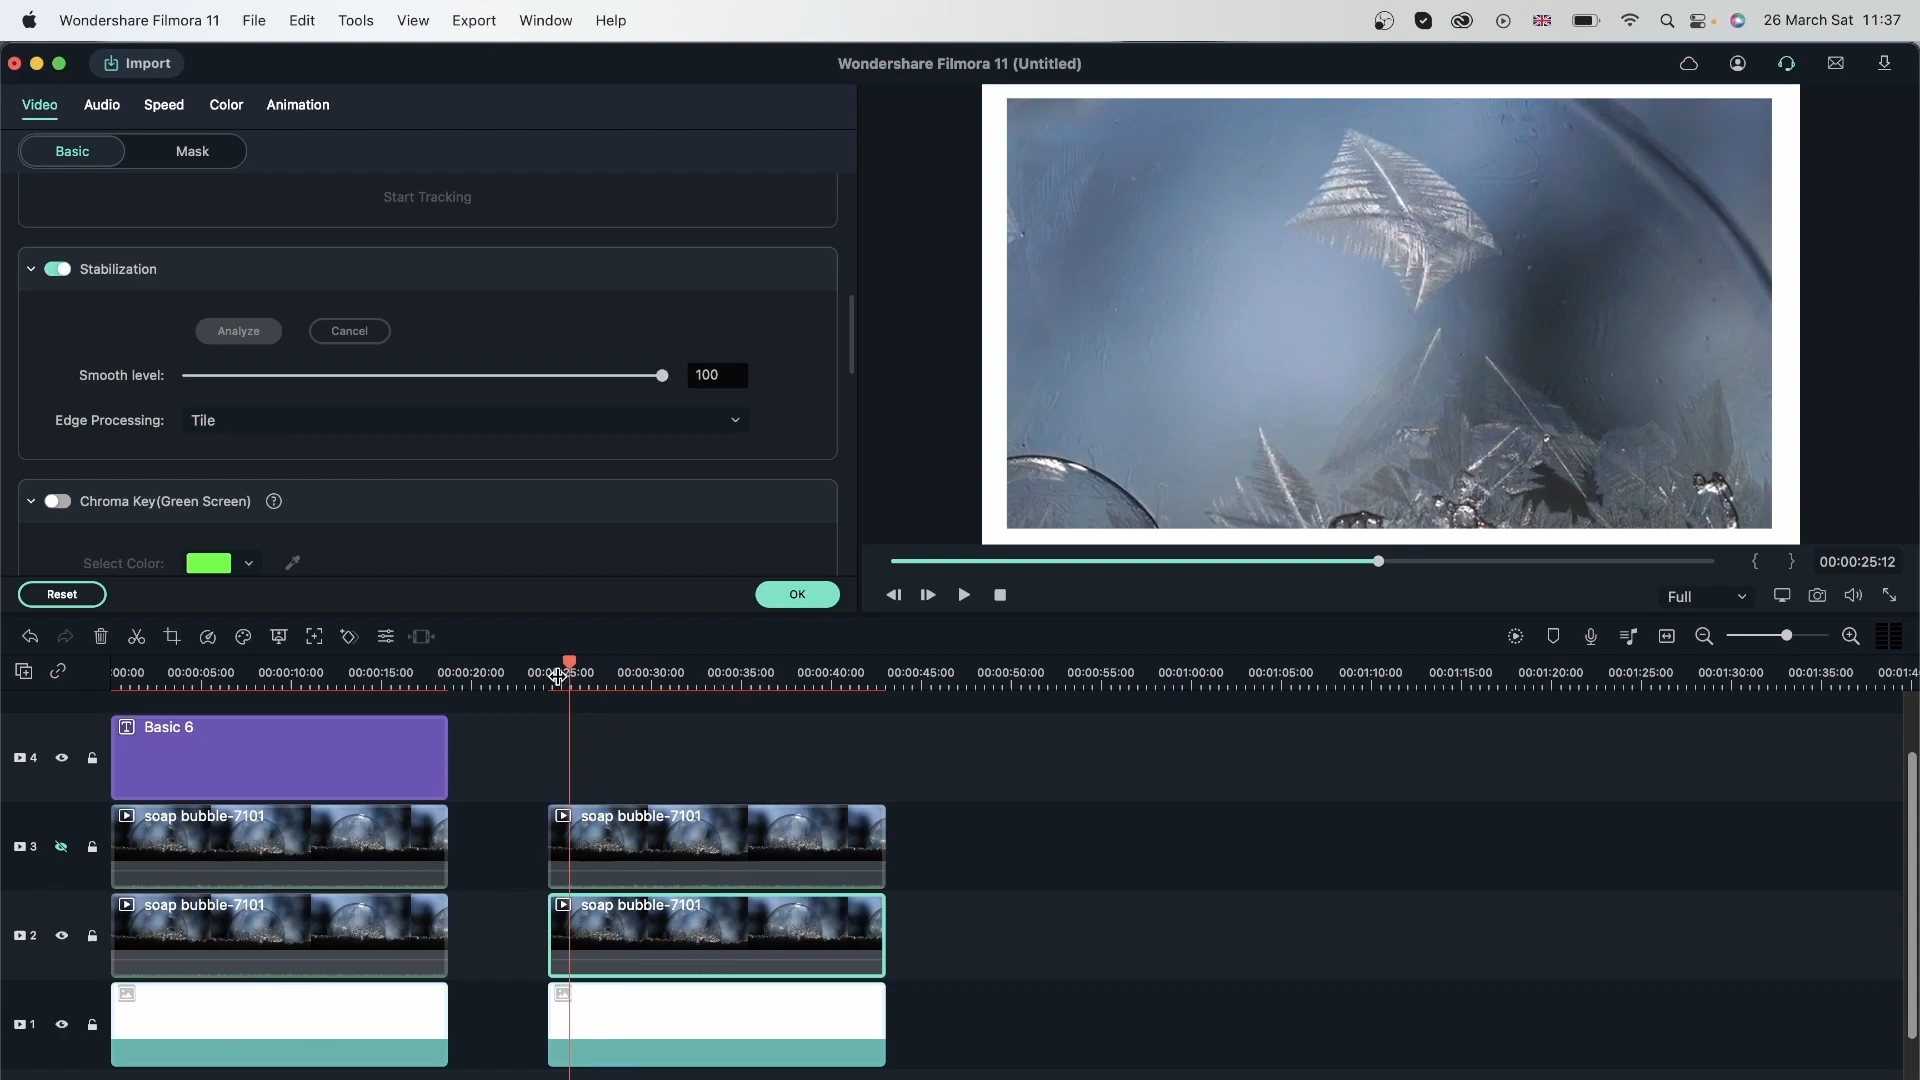 Wondershare Filmora 11 File Edit Tools View Export Window Help 26 March Sat 11:37
Import Wondershare Filmora 11 (Untitled)
Video Audio Speed Color Animation
Basic Mask
Start Tracking
Stabilization
Analyze Cancel
Smooth level: 100
Edge Processing: Tile
Chroma Key(Green Screen) ?
Select Color:
Reset OK
{ } 00:00:25:12
Full
:00:00 00:00:05:00 00:00:10:00 00:00:15:00 00:00:20:00 00:00:25:00 00:00:30:00 00:00:35:00 00:00:40:00 00:00:45:00 00:00:50:00 00:00:55:00 00:01:00:00 00:01:05:00 00:01:10:00 00:01:15:00 00:01:20:00 00:01:25:00 00:01:30:00 00:01:35:00 00:01:4
4 T Basic 6
3 soap bubble-7101 soap bubble-7101
2 soap bubble-7101 soap bubble-7101
1